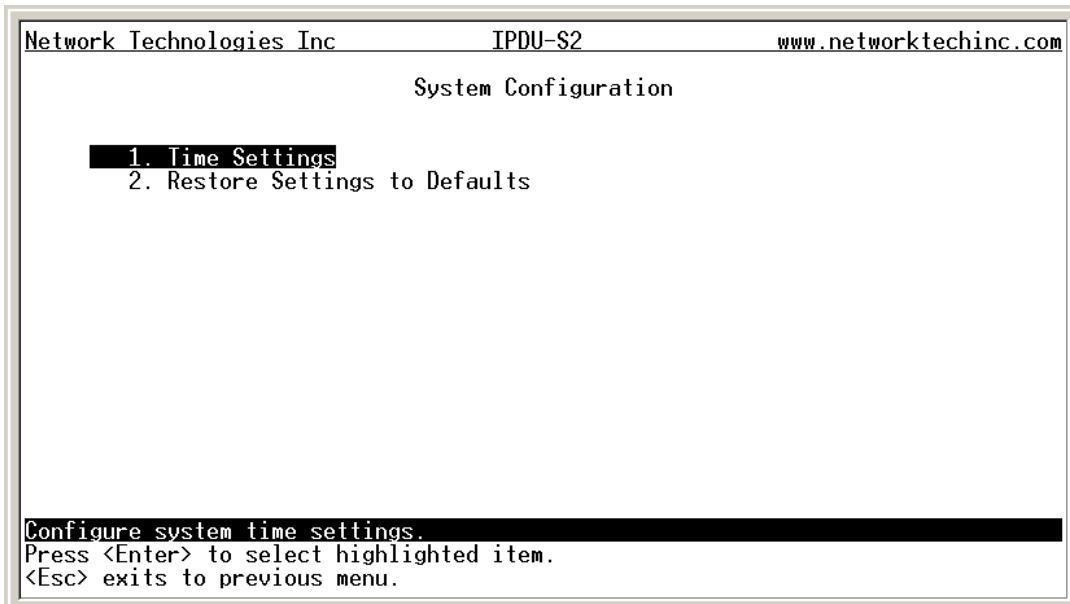 Network Technologies Inc IPDU-S2 www.networktechinc.com
System Configuration
1. Time Settings
2. Restore Settings to Defaults
Configure system time settings.
Press <Enter> to select highlighted item.
<Esc> exits to previous menu.